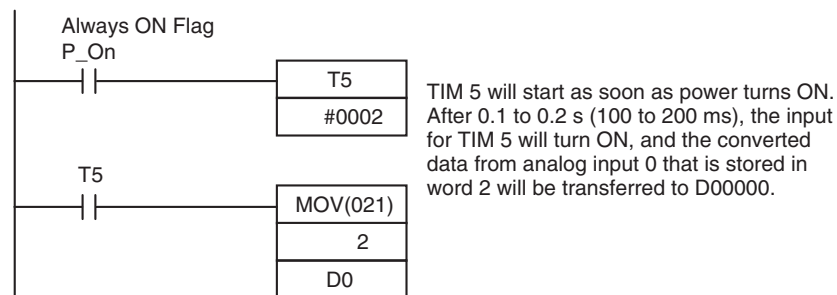 Always ON Flag
P_On
T5
#0002
TIM 5 will start as soon as power turns ON.
After 0.1 to 0.2 s (100 to 200 ms), the input
for TIM 5 will turn ON, and the converted
data from analog input 0 that is stored in
word 2 will be transferred to D00000.
T5
MOV(021)
2
D0